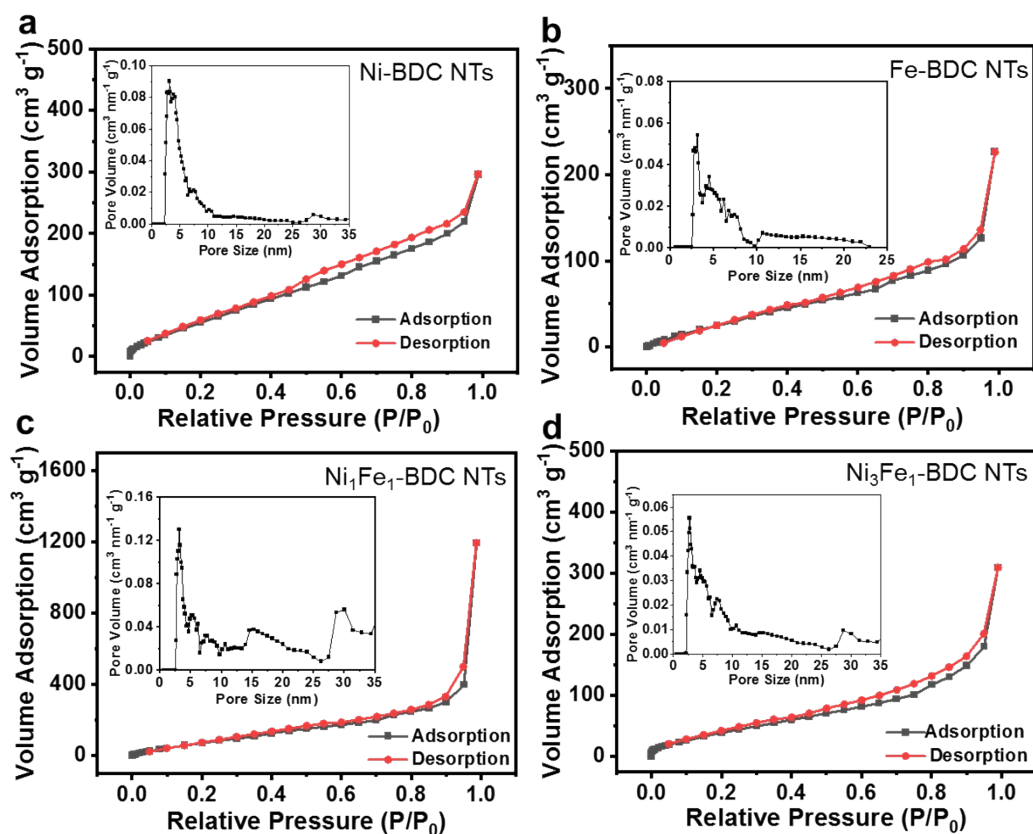 a
Ni-BDC NTs
Volume Adsorption (cm³ g⁻¹)
500
400
300
200
100
0
0.0 0.2 0.4 0.6 0.8 1.0
Relative Pressure (P/P₀)
Adsorption
Desorption
Pore Volume (cm³ nm⁻¹ g⁻¹)
0.10
0.08
0.06
0.04
0.02
0.00
0 5 10 15 20 25 30 35
Pore Size (nm)
b
Fe-BDC NTs
Volume Adsorption (cm³ g⁻¹)
300
200
100
0
0.0 0.2 0.4 0.6 0.8 1.0
Relative Pressure (P/P₀)
Adsorption
Desorption
Pore Volume (cm³ nm⁻¹ g⁻¹)
0.08
0.06
0.04
0.02
0.00
0 5 10 15 20 25
Pore Size (nm)
c
Ni₁Fe₁-BDC NTs
Volume Adsorption (cm³ g⁻¹)
1600
1200
800
400
0
0.0 0.2 0.4 0.6 0.8 1.0
Relative Pressure (P/P₀)
Adsorption
Desorption
Pore Volume (cm³ nm⁻¹ g⁻¹)
0.16
0.12
0.08
0.04
0.00
0 5 10 15 20 25 30 35
Pore Size (nm)
d
Ni₃Fe₁-BDC NTs
Volume Adsorption (cm³ g⁻¹)
500
400
300
200
100
0
0.0 0.2 0.4 0.6 0.8 1.0
Relative Pressure (P/P₀)
Adsorption
Desorption
Pore Volume (cm³ nm⁻¹ g⁻¹)
0.06
0.05
0.04
0.03
0.02
0.01
0.00
0 5 10 15 20 25 30 35
Pore Size (nm)